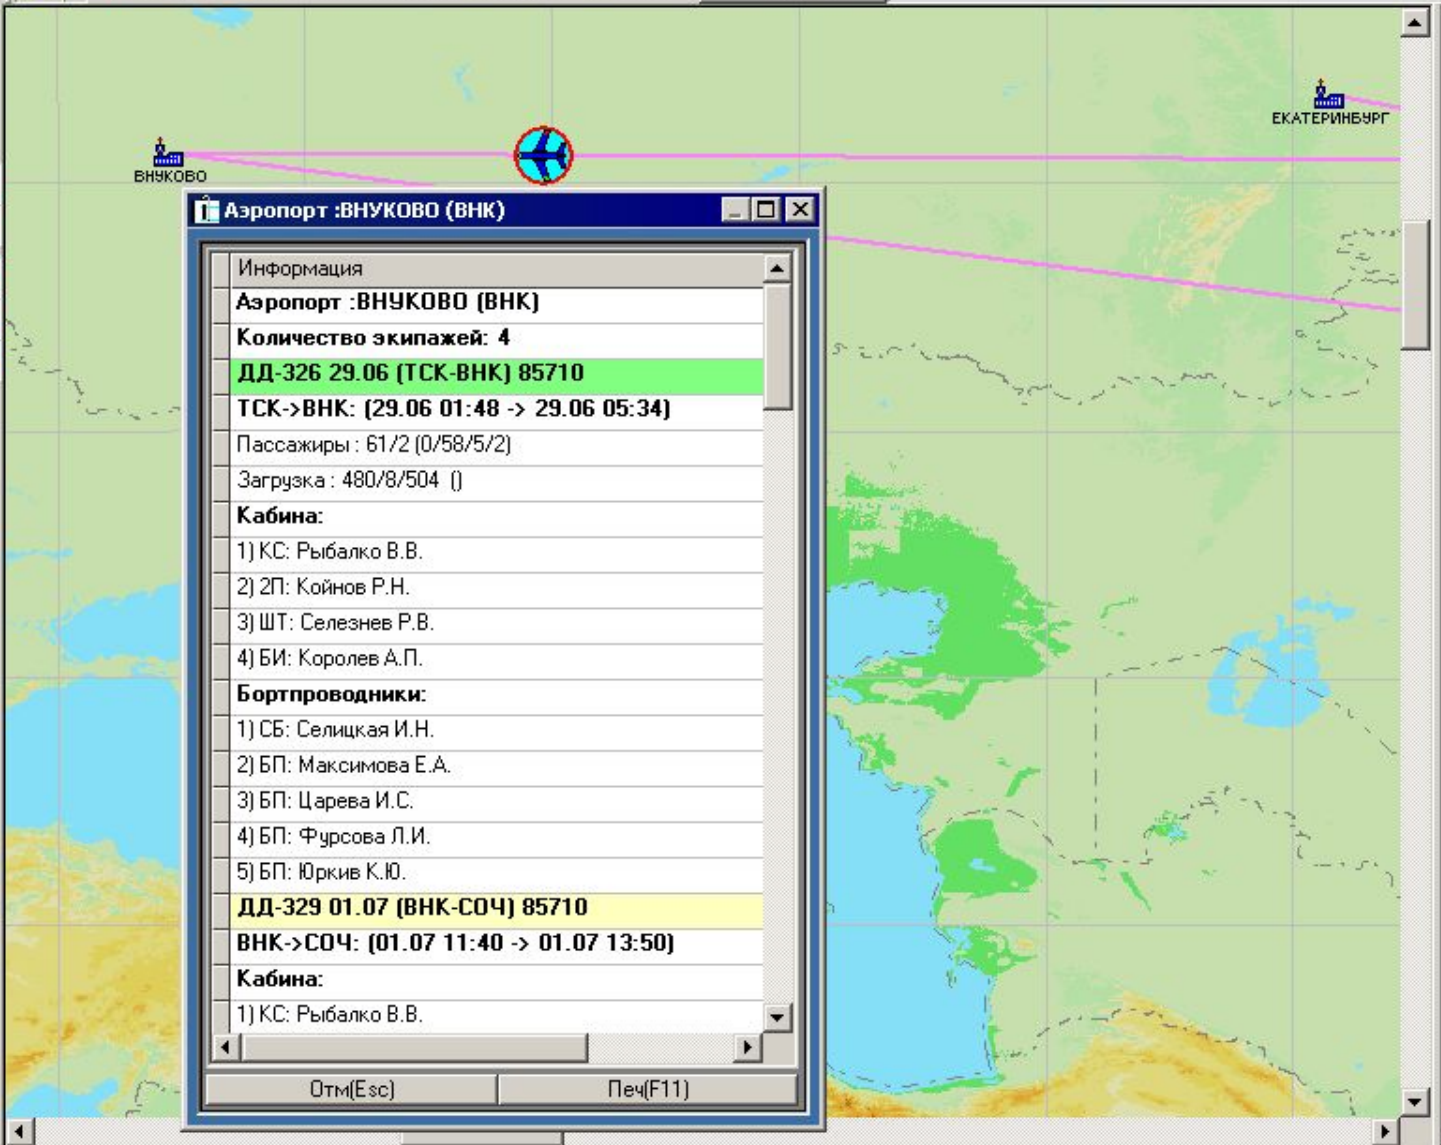 ЕКАТЕРИНБУРГ
ВНУКОВО
Аэропорт :ВНУКОВО (ВНК)
Информация
Аэропорт :ВНУКОВО (ВНК)
Количество экипажей: 4
ДД-326 29.06 (ТСК-ВНК) 85710
ТСК->ВНК: (29.06 01:48 -> 29.06 05:34)
Пассажиры : 61/2 (0/58/5/2)
Загрузка : 480/8/504 ()
Кабина:
1) КС: Рыбалко В.В.
2) 2П: Койнов Р.Н.
3) ШТ: Селезнев Р.В.
4) БИ: Королев А.П.
Бортпроводники:
1) СБ: Селицкая И.Н.
2) БП: Максимова Е.А.
3) БП: Царева И.С.
4) БП: Фурсова Л.И.
5) БП: Юркив К.Ю.
ДД-329 01.07 (ВНК-СОЧ) 85710
ВНК->СОЧ: (01.07 11:40 -> 01.07 13:50)
Кабина:
1) КС: Рыбалко В.В.
Отм(Esc)
Печ(F11)